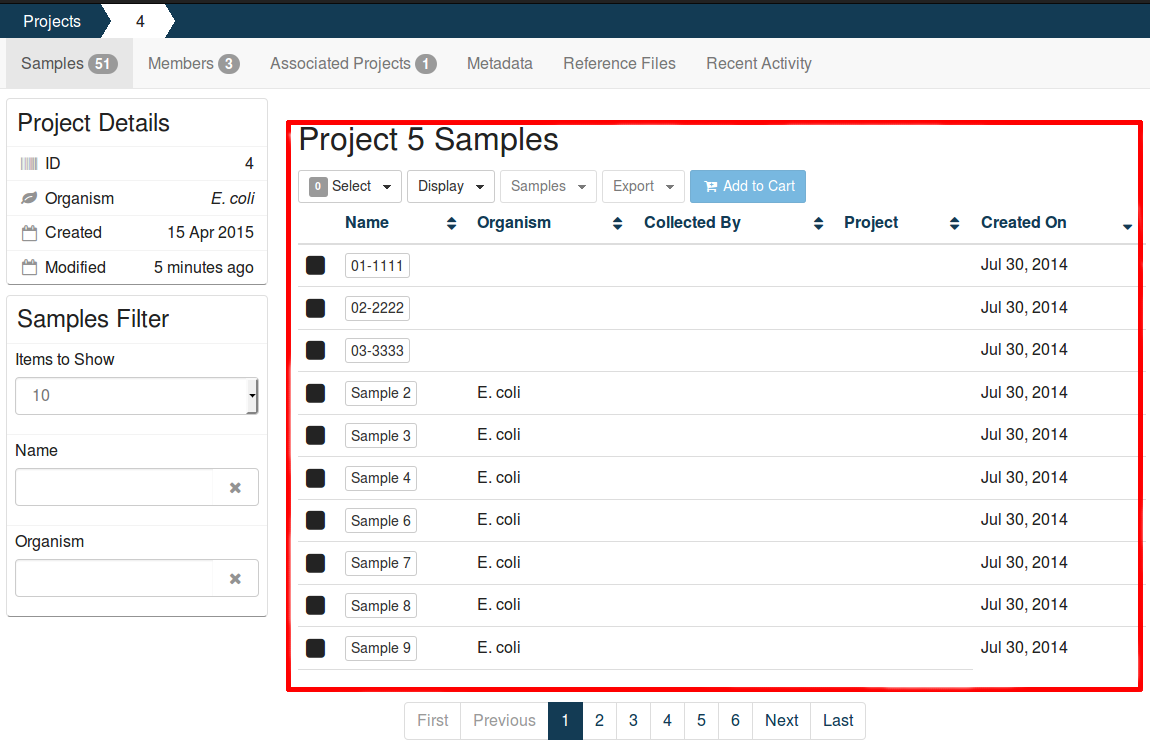 Projects 4
Samples 51 Members 3 Associated Projects 1 Metadata Reference Files Recent Activity
Project Details
ID 4
Organism E. coli
Created 15 Apr 2015
Modified 5 minutes ago
Samples Filter
Items to Show
10
Name
Organism
Project 5 Samples
0 Select Display Samples Export Add to Cart
Name Organism Collected By Project Created On
01-1111 Jul 30, 2014
02-2222 Jul 30, 2014
03-3333 Jul 30, 2014
Sample 2 E. coli Jul 30, 2014
Sample 3 E. coli Jul 30, 2014
Sample 4 E. coli Jul 30, 2014
Sample 6 E. coli Jul 30, 2014
Sample 7 E. coli Jul 30, 2014
Sample 8 E. coli Jul 30, 2014
Sample 9 E. coli Jul 30, 2014
First Previous 1 2 3 4 5 6 Next Last